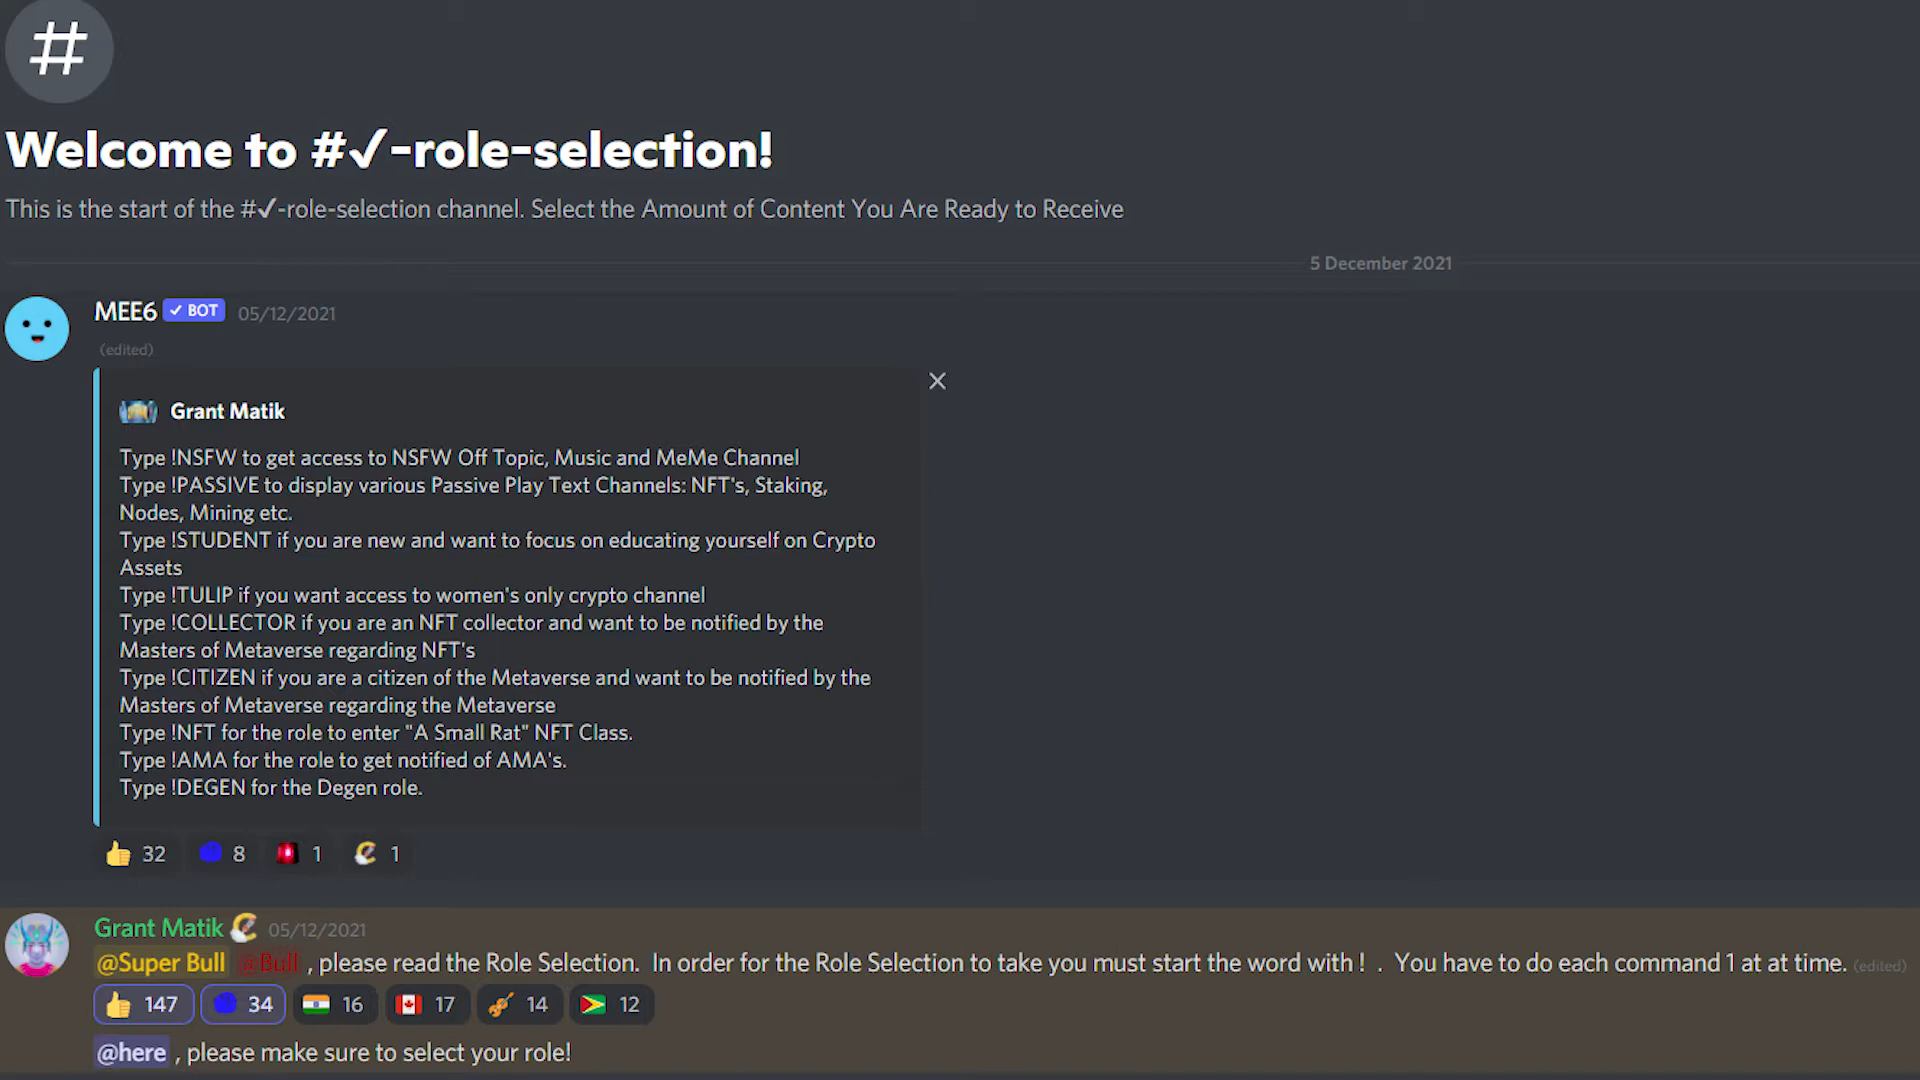 #
Welcome to #✓-role-selection!
This is the start of the #✓-role-selection channel. Select the Amount of Content You Are Ready to Receive
5 December 2021
MEE6 ✓ BOT 05/12/2021
(edited)
Grant Matik
Type !NSFW to get access to NSFW Off Topic, Music and MeMe Channel
Type !PASSIVE to display various Passive Play Text Channels: NFT's, Staking,
Nodes, Mining etc.
Type !STUDENT if you are new and want to focus on educating yourself on Crypto
Assets
Type !TULIP if you want access to women's only crypto channel
Type !COLLECTOR if you are an NFT collector and want to be notified by the
Masters of Metaverse regarding NFT's
Type !CITIZEN if you are a citizen of the Metaverse and want to be notified by the
Masters of Metaverse regarding the Metaverse
Type !NFT for the role to enter "A Small Rat" NFT Class.
Type !AMA for the role to get notified of AMA's.
Type !DEGEN for the Degen role.
32 8 1 1
Grant Matik 05/12/2021
@Super Bull @Bull , please read the Role Selection. In order for the Role Selection to take you must start the word with ! . You have to do each command 1 at at time. (edited)
147 34 16 17 14 12
@here , please make sure to select your role!